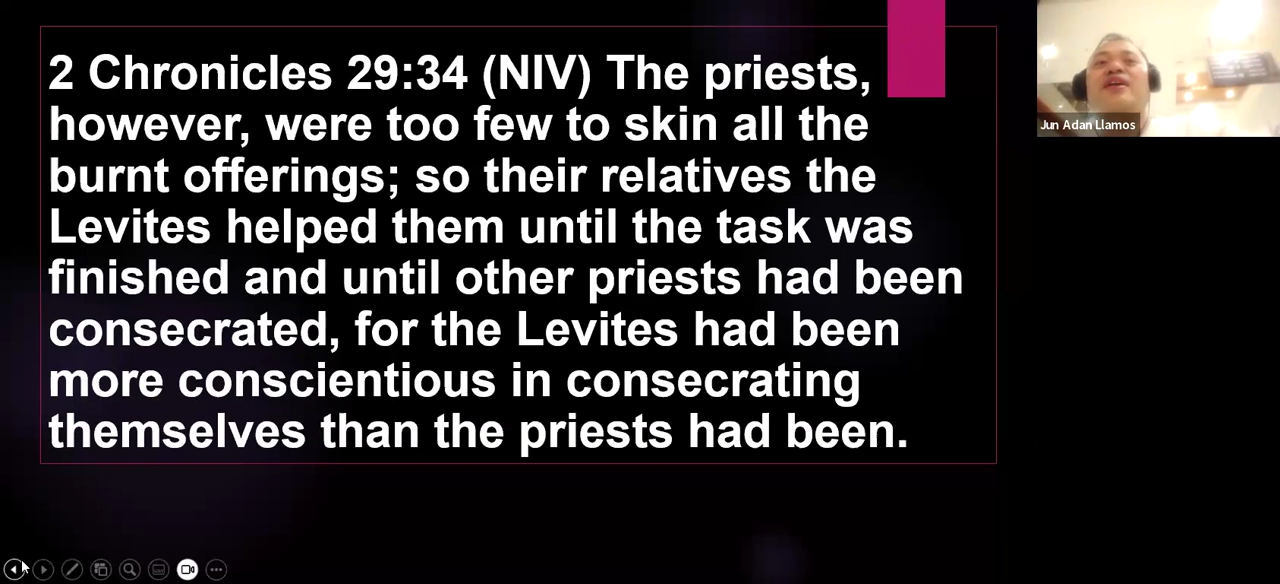 2 Chronicles 29:34 (NIV) The priests,
however, were too few to skin all the
burnt offerings; so their relatives the
Levites helped them until the task was
finished and until other priests had been
consecrated, for the Levites had been
more conscientious in consecrating
themselves than the priests had been.
Jun Adan Llamos